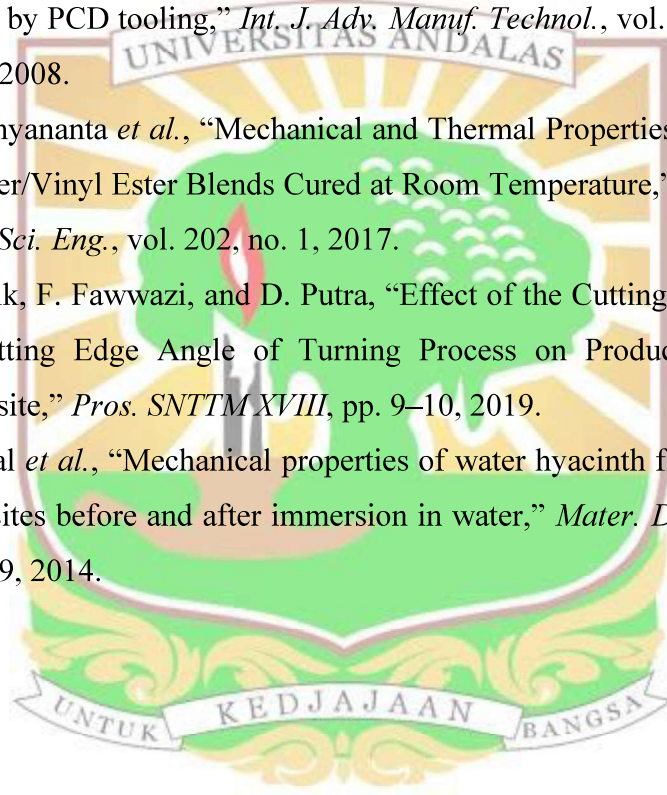 by PCD tooling,” Int. J. Adv. Manuf. Technol., vol.
UNIVERSITAS ANDALAS
2008.
nyananta et al., “Mechanical and Thermal Properties
er/Vinyl Ester Blends Cured at Room Temperature,”
Sci. Eng., vol. 202, no. 1, 2017.
k, F. Fawwazi, and D. Putra, “Effect of the Cutting
tting Edge Angle of Turning Process on Produc
site,” Pros. SNTTM XVIII, pp. 9–10, 2019.
al et al., “Mechanical properties of water hyacinth f
sites before and after immersion in water,” Mater. D
9, 2014.
UNTUK KEDJAJAAN BANGSA